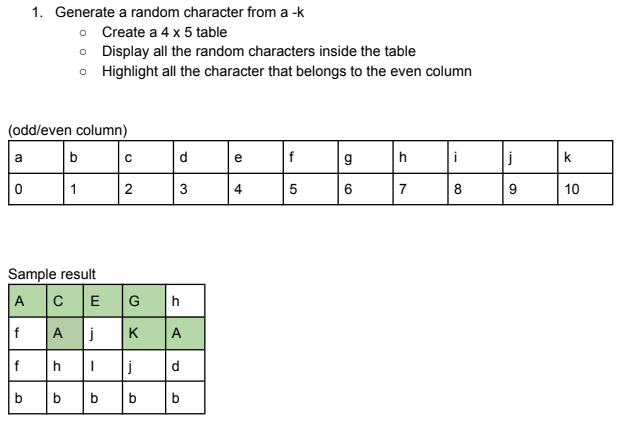 1. Generate a random character from a -k
○ Create a 4 x 5 table
○ Display all the random characters inside the table
○ Highlight all the character that belongs to the even column
(odd/even column)
a b c d e f g h i j k
0 1 2 3 4 5 6 7 8 9 10
Sample result
A C E G h
f A j K A
f h I j d
b b b b b